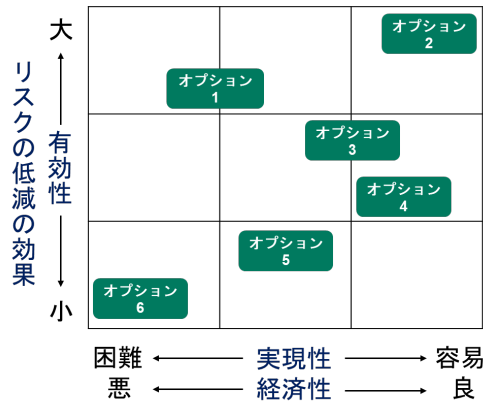 大
リスクの低減の効果
有効性
小
オプション
2
オプション
1
オプション
3
オプション
4
オプション
5
オプション
6
困難 実現性 容易
悪 経済性 良